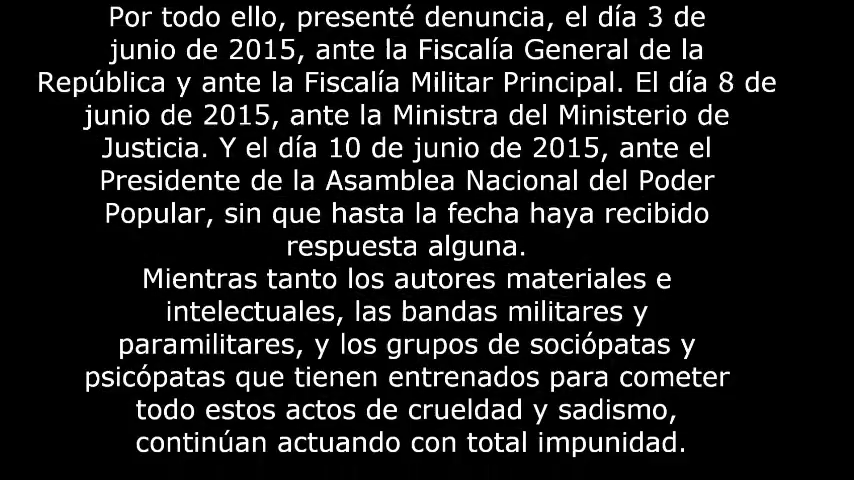 Por todo ello, presenté denuncia, el día 3 de
junio de 2015, ante la Fiscalía General de la
República y ante la Fiscalía Militar Principal. El día 8 de
junio de 2015, ante la Ministra del Ministerio de
Justicia. Y el día 10 de junio de 2015, ante el
Presidente de la Asamblea Nacional del Poder
Popular, sin que hasta la fecha haya recibido
respuesta alguna.
Mientras tanto los autores materiales e
intelectuales, las bandas militares y
paramilitares, y los grupos de sociópatas y
psicópatas que tienen entrenados para cometer
todo estos actos de crueldad y sadismo,
continúan actuando con total impunidad.